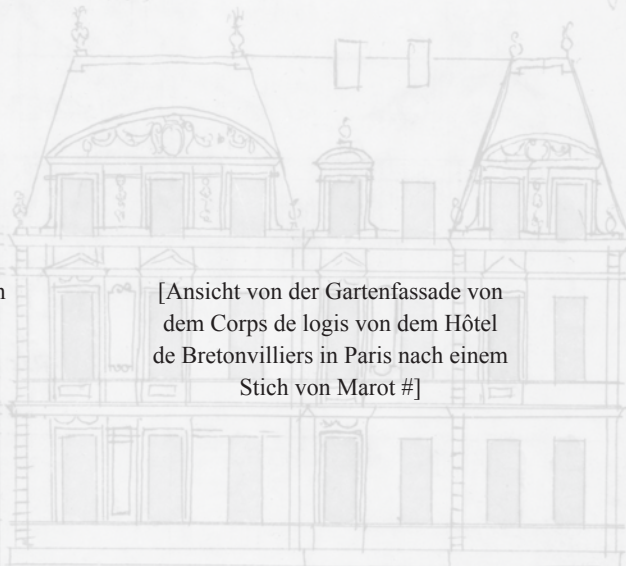 [Ansicht von der Gartenfassade von
dem Corps de logis von dem Hôtel
de Bretonvilliers in Paris nach einem
Stich von Marot #]